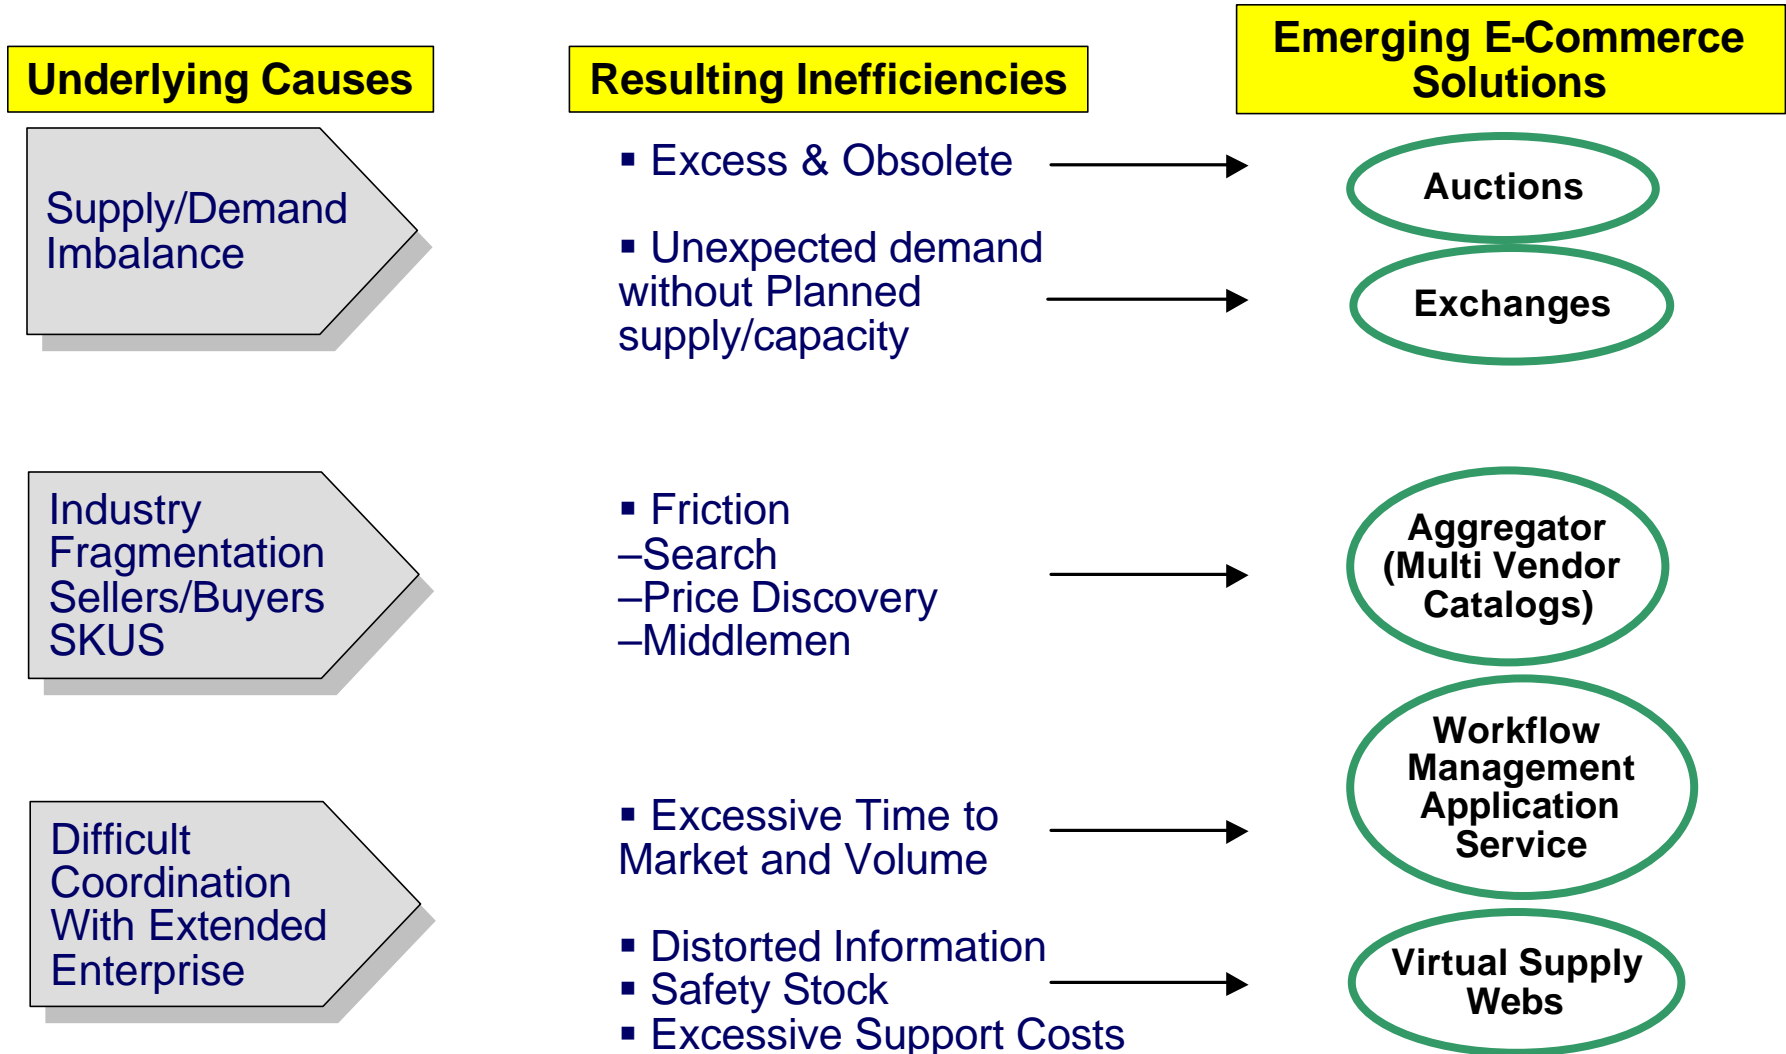 Underlying Causes
Resulting Inefficiencies
Emerging E-Commerce
Solutions
Supply/Demand
Imbalance
▪ Excess & Obsolete
▪ Unexpected demand
without Planned
supply/capacity
Auctions
Exchanges
Industry
Fragmentation
Sellers/Buyers
SKUS
▪ Friction
–Search
–Price Discovery
–Middlemen
Aggregator
(Multi Vendor
Catalogs)
Difficult
Coordination
With Extended
Enterprise
▪ Excessive Time to
Market and Volume
▪ Distorted Information
▪ Safety Stock
▪ Excessive Support Costs
Workflow
Management
Application
Service
Virtual Supply
Webs